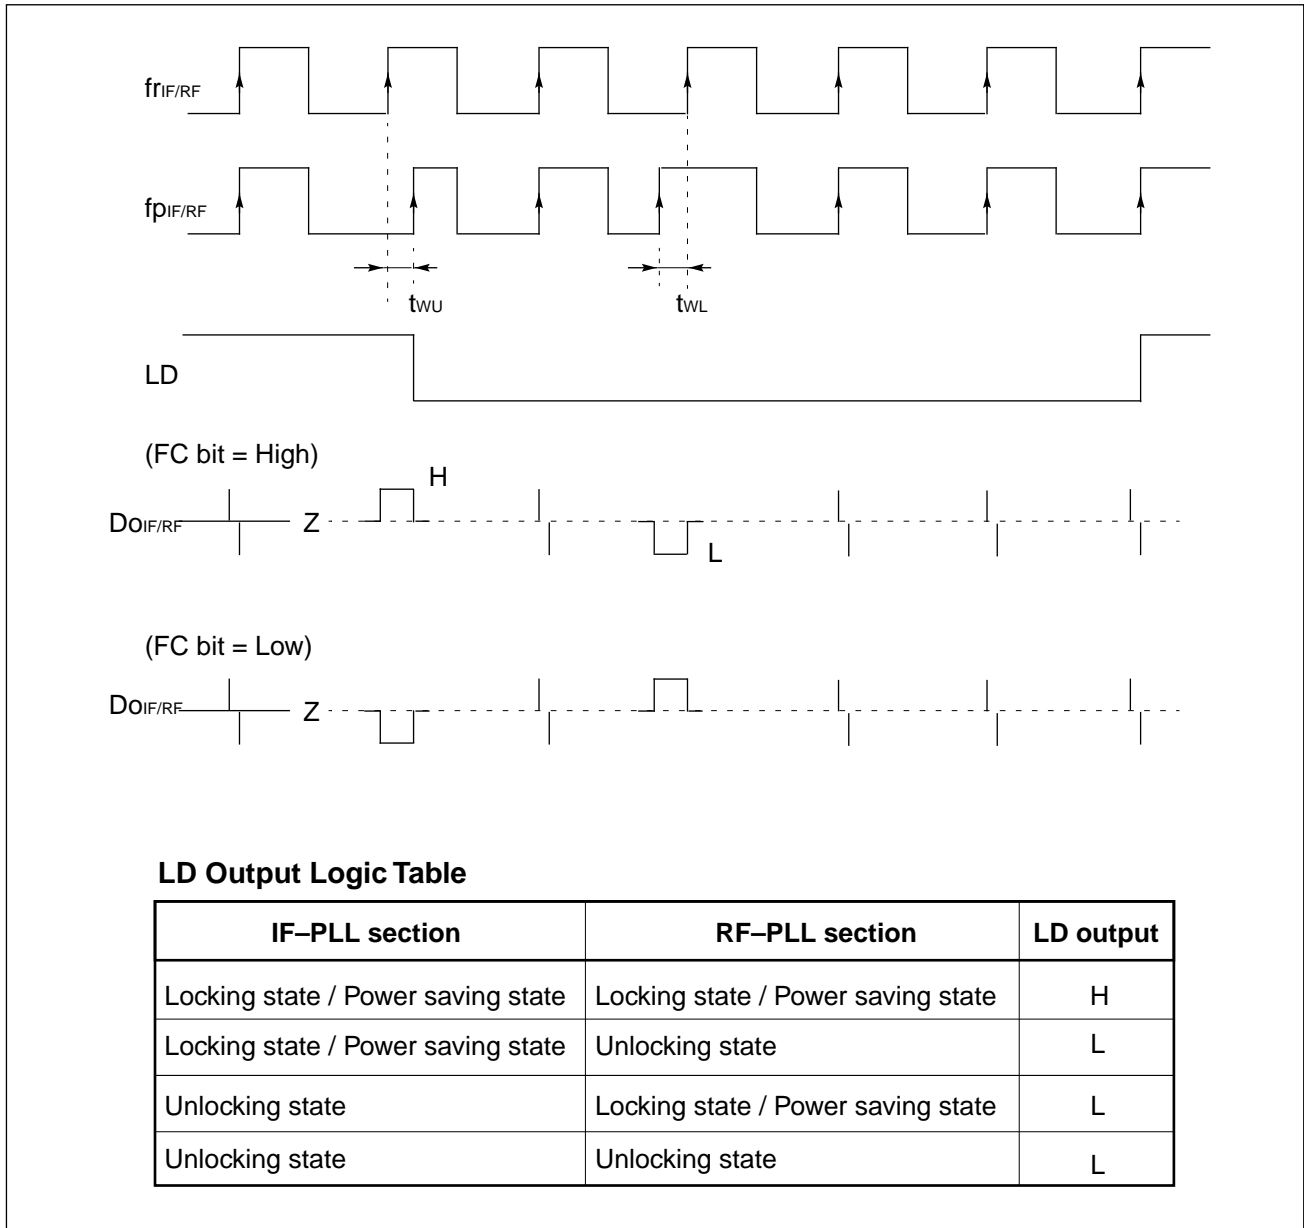 frIF/RF
fpIF/RF
tWU
tWL
LD
(FC bit = High)
H
DoIF/RF
Z
L
(FC bit = Low)
DoIF/RF
Z
LD Output Logic Table
IF–PLL section RF–PLL section LD output
Locking state / Power saving state Locking state / Power saving state H
Locking state / Power saving state Unlocking state L
Unlocking state Locking state / Power saving state L
Unlocking state Unlocking state L